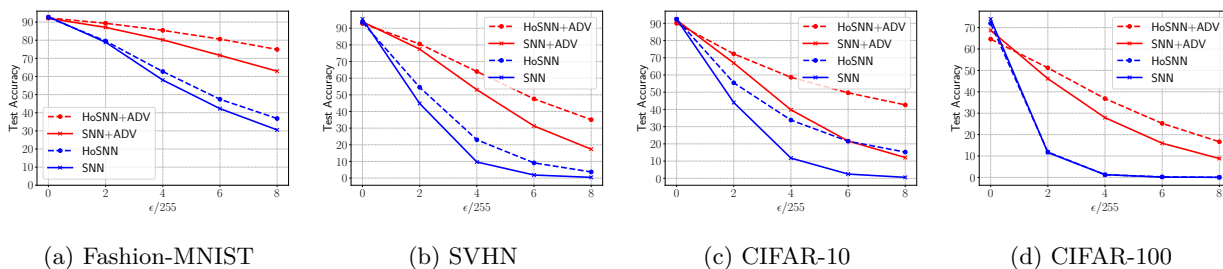 Test Accuracy
90
80
70
60
50
40
30
20
10
0
HoSNN+ADV
SNN+ADV
HoSNN
SNN
0 2 4 6 8
ϵ/255
(a) Fashion-MNIST
Test Accuracy
90
80
70
60
50
40
30
20
10
0
HoSNN+ADV
SNN+ADV
HoSNN
SNN
0 2 4 6 8
ϵ/255
(b) SVHN
Test Accuracy
90
80
70
60
50
40
30
20
10
0
HoSNN+ADV
SNN+ADV
HoSNN
SNN
0 2 4 6 8
ϵ/255
(c) CIFAR-10
Test Accuracy
70
60
50
40
30
20
10
0
HoSNN+ADV
SNN+ADV
HoSNN
SNN
0 2 4 6 8
ϵ/255
(d) CIFAR-100